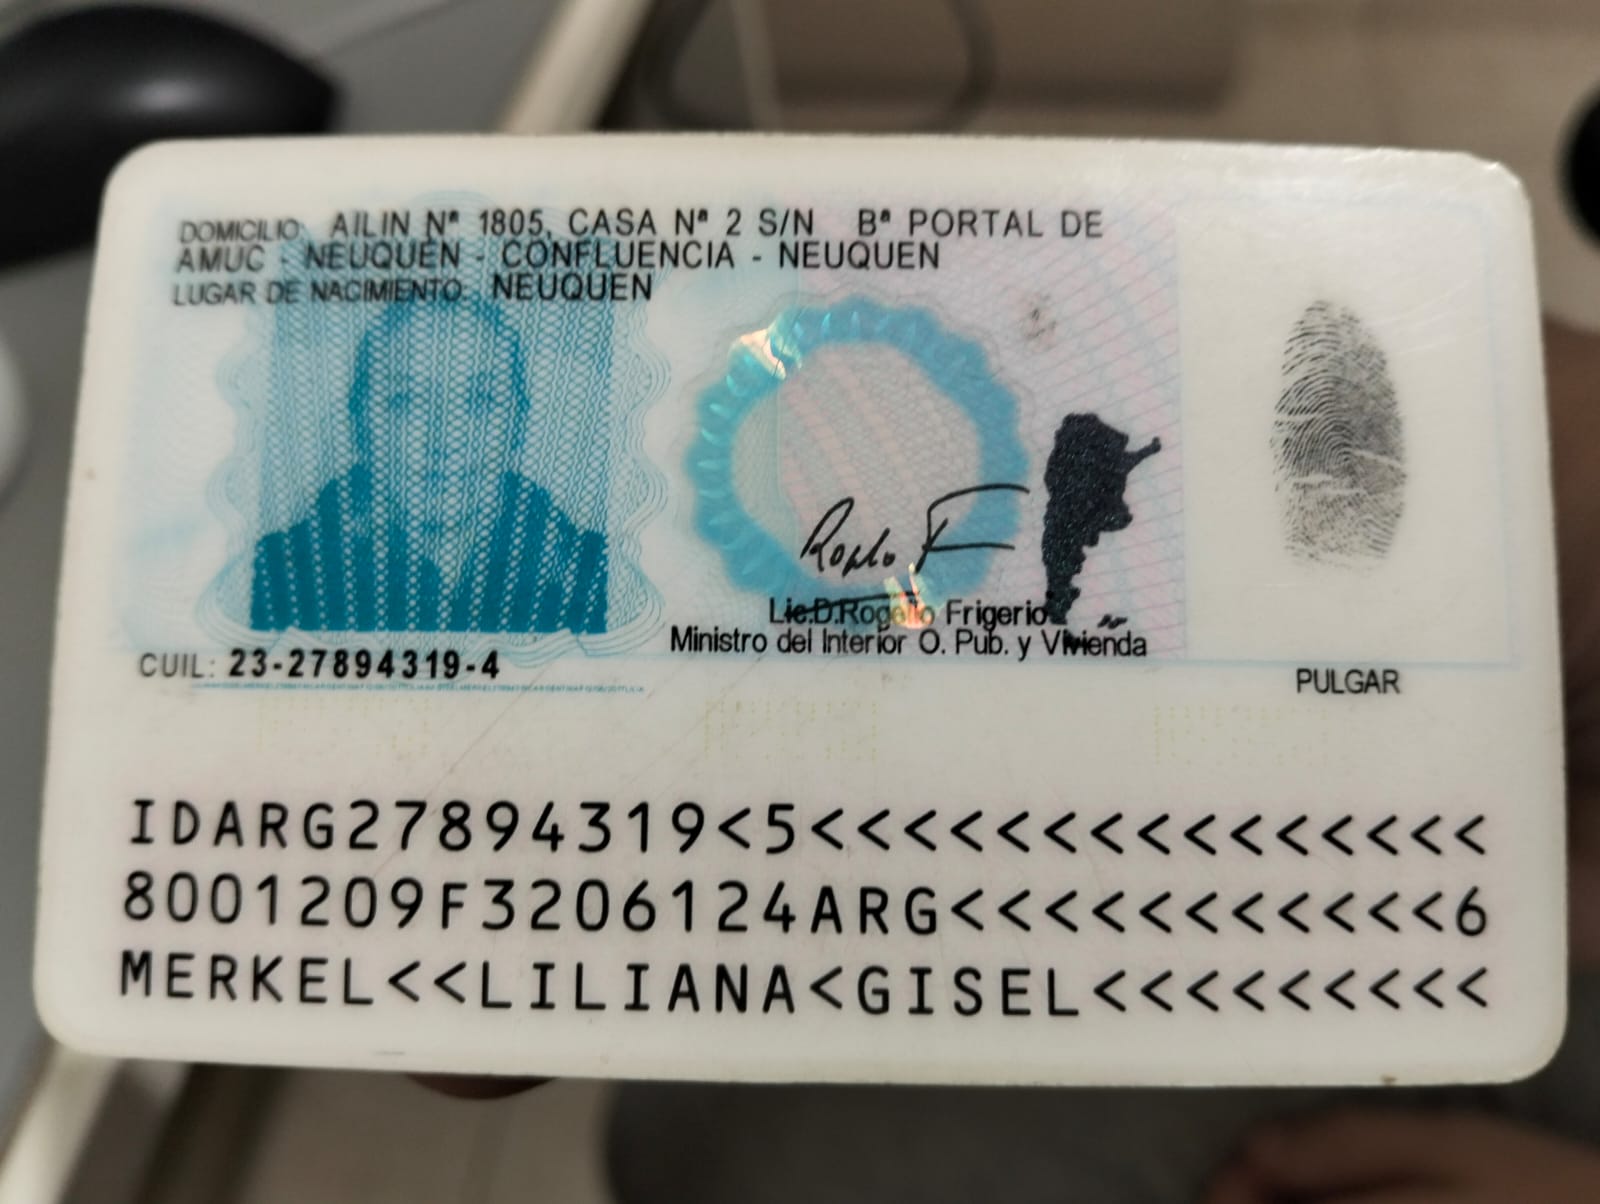 DOMICILIO: AILIN Nª 1805, CASA Nª 2 S/N Bª PORTAL DE
AMUC - NEUQUEN - CONFLUENCIA - NEUQUEN
LUGAR DE NACIMIENTO: NEUQUEN
Lic.D.Rogelio Frigerio
Ministro del Interior O. Pub. y Vivienda
CUIL: 23-27894319-4
PULGAR
IDARG27894319<5<<<<<<<<<<<<<<<
8001209F3206124ARG<<<<<<<<<<<6
MERKEL<<LILIANA<GISEL<<<<<<<<<